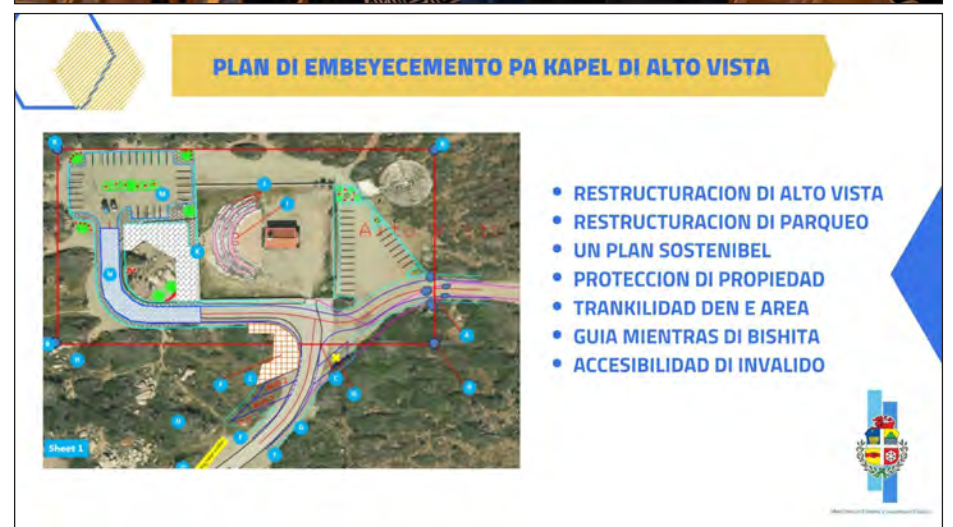 PLAN DI EMBEYECEMENTO PA KAPEL DI ALTO VISTA
RESTRUCTURACION DI ALTO VISTA
RESTRUCTURACION DI PARQUEO
UN PLAN SOSTENIBEL
PROTECCION DI PROPIEDAD
TRANKILIDAD DEN E AREA
GUIA MIENTRAS DI BISHITA
ACCESIBILIDAD DI INVALIDO
M
K
M
C
G
Sheet 1